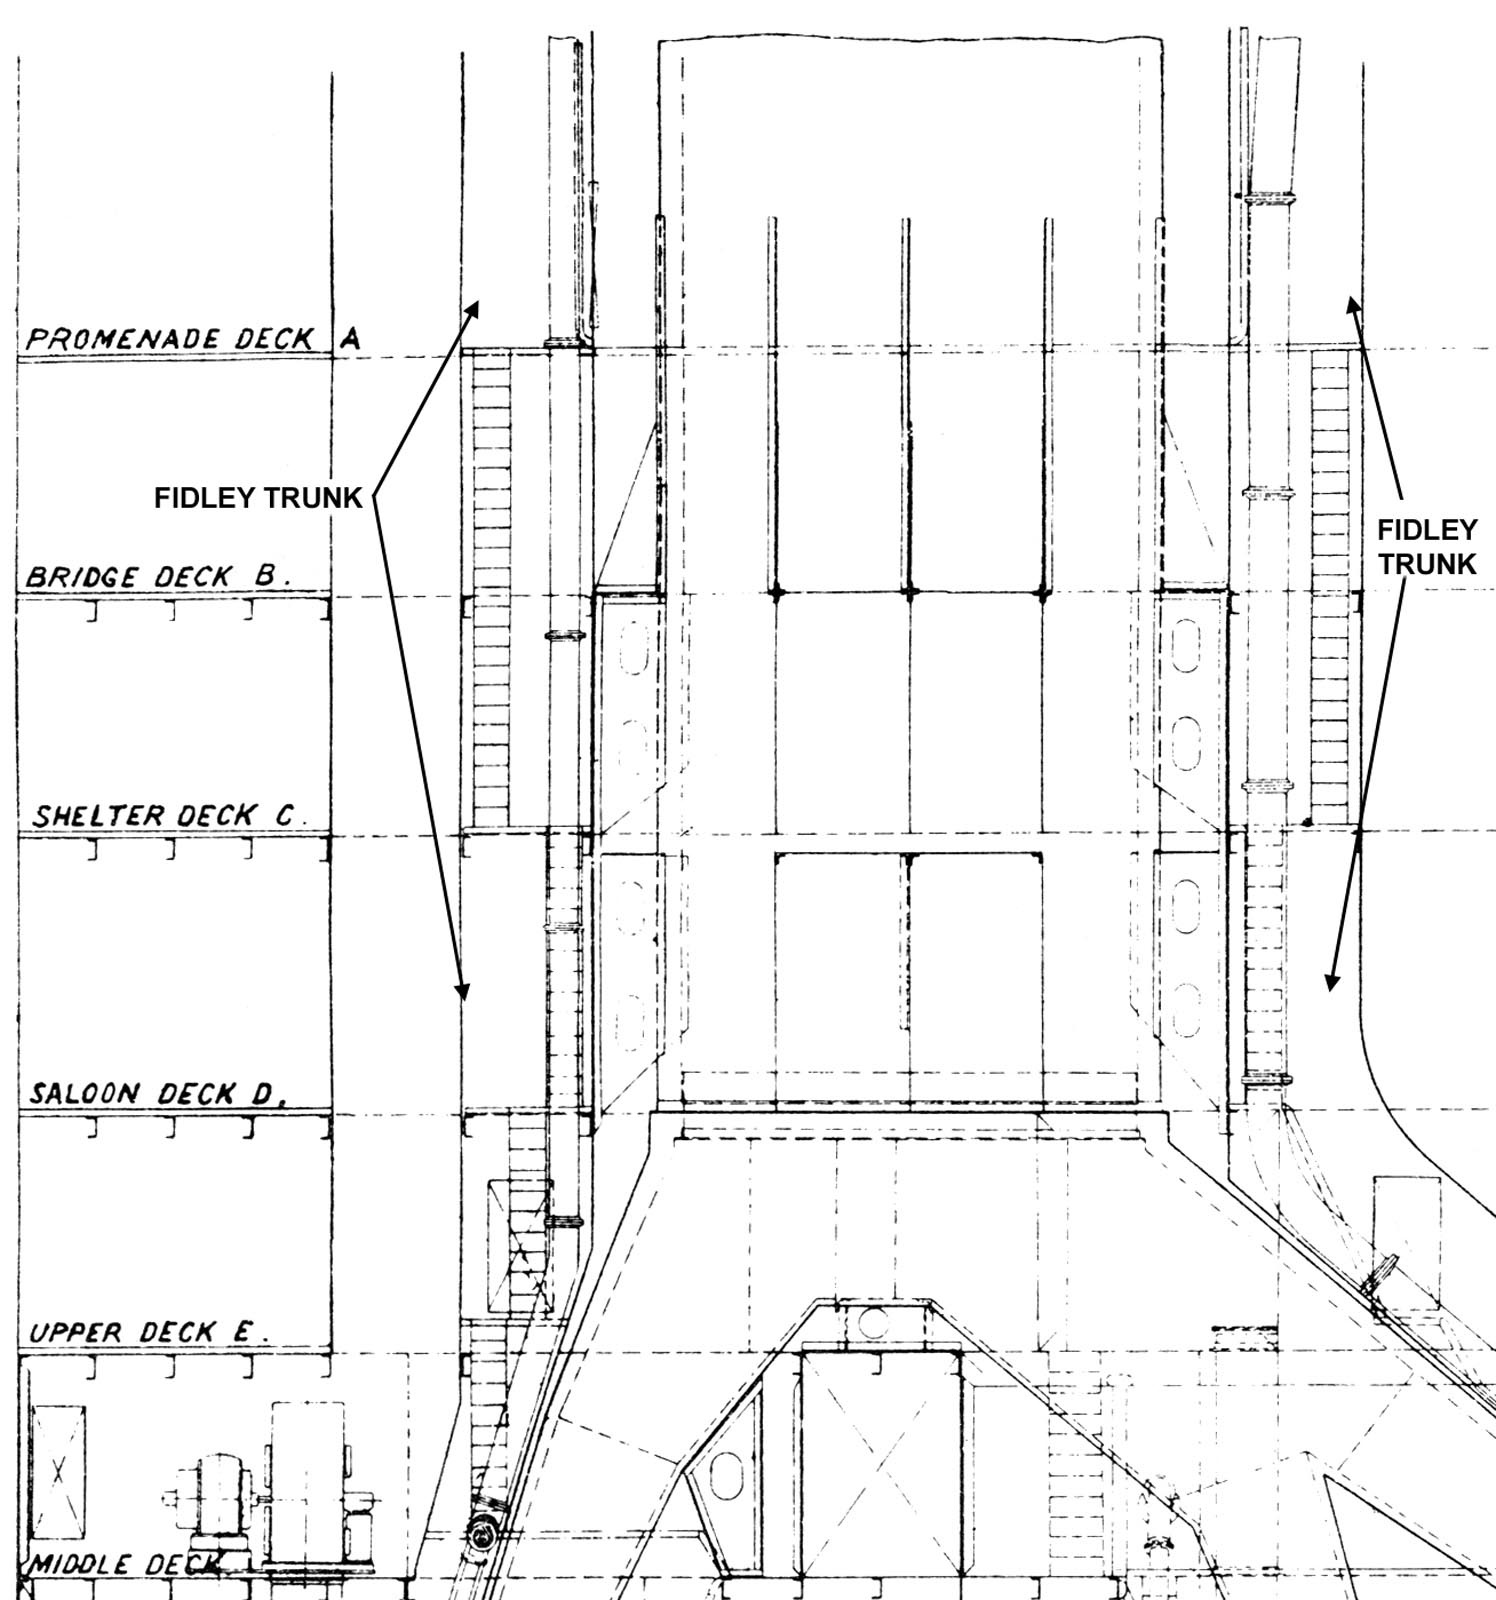 PROMENADE DECK A
FIDLEY TRUNK
FIDLEY
TRUNK
BRIDGE DECK B.
SHELTER DECK C.
SALOON DECK D.
UPPER DECK E.
MIDDLE DECK